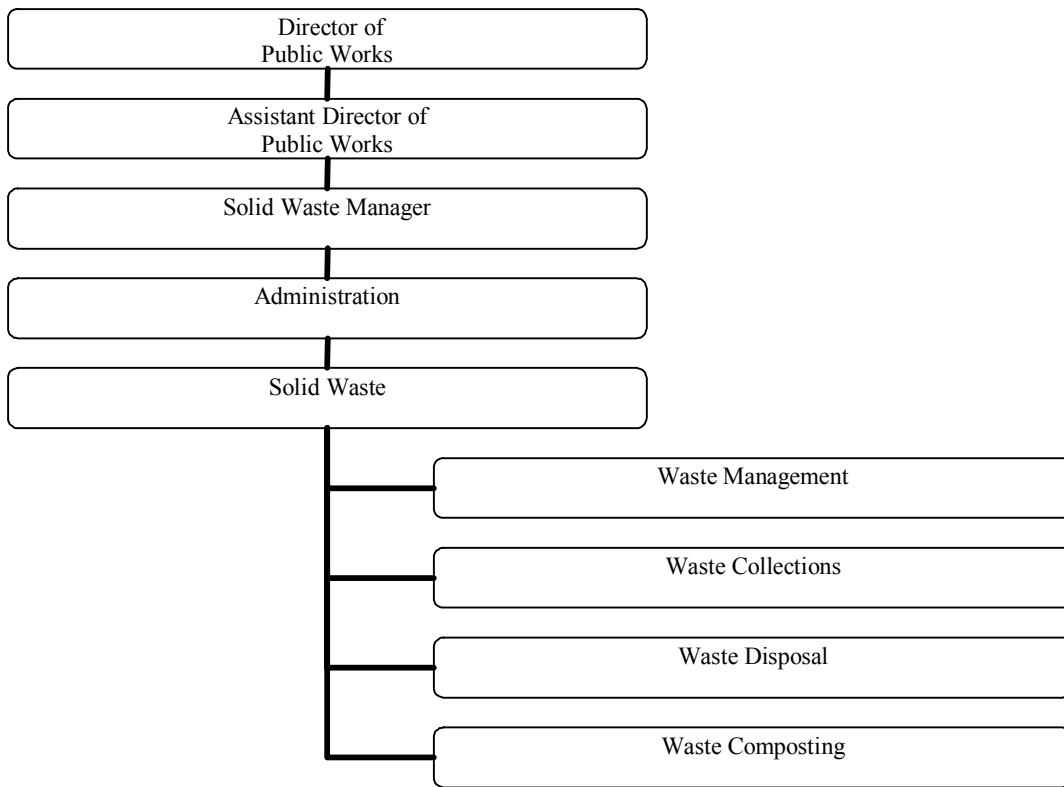 Director of
Public Works
Assistant Director of
Public Works
Solid Waste Manager
Administration
Solid Waste
Waste Management
Waste Collections
Waste Disposal
Waste Composting